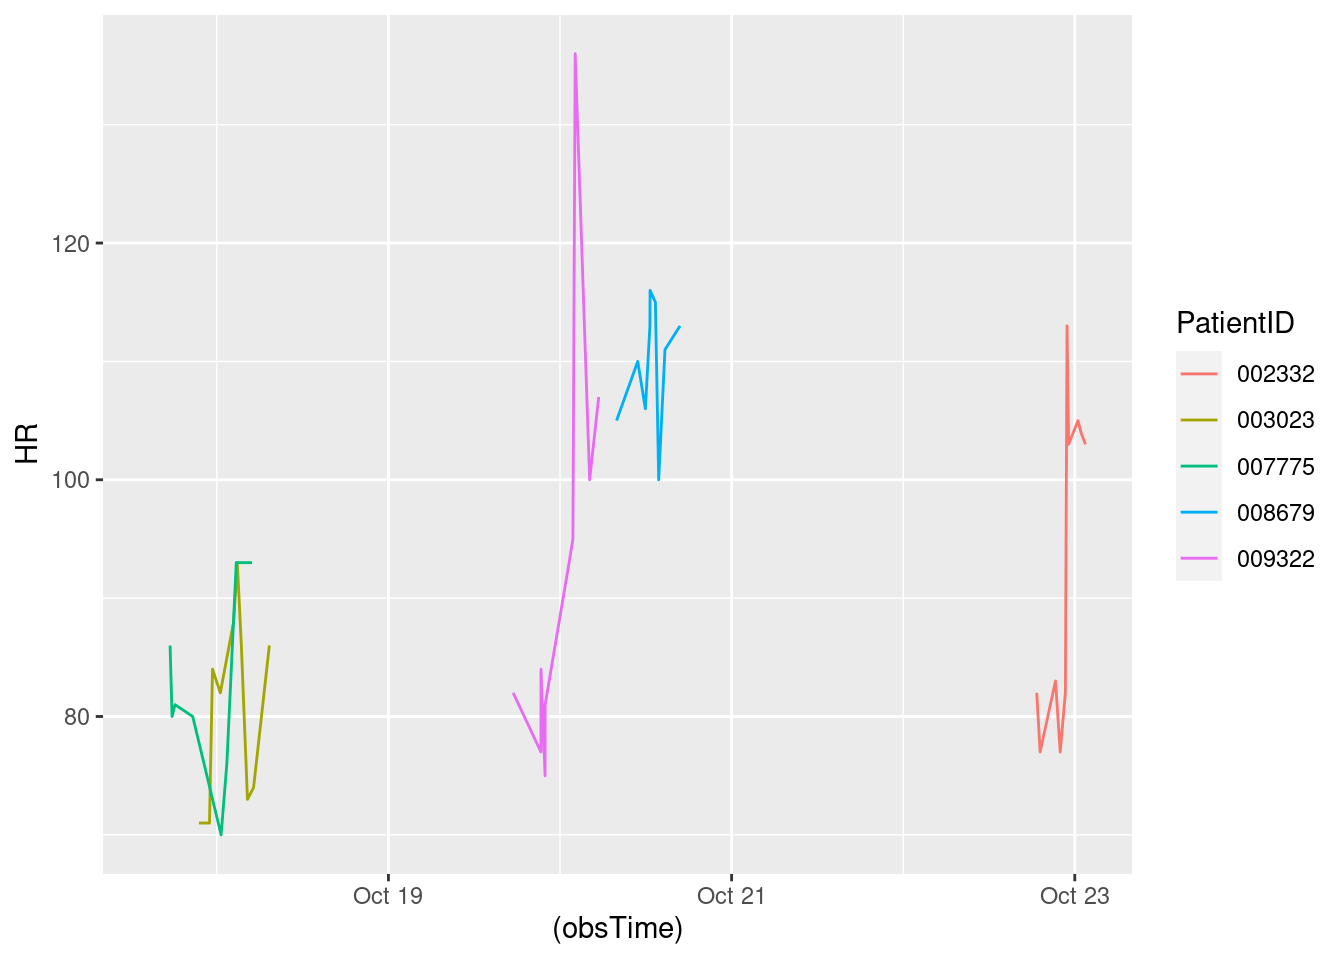 HR
120
100
80
Oct 19
Oct 21
Oct 23
(obsTime)
PatientID
002332
003023
007775
008679
009322